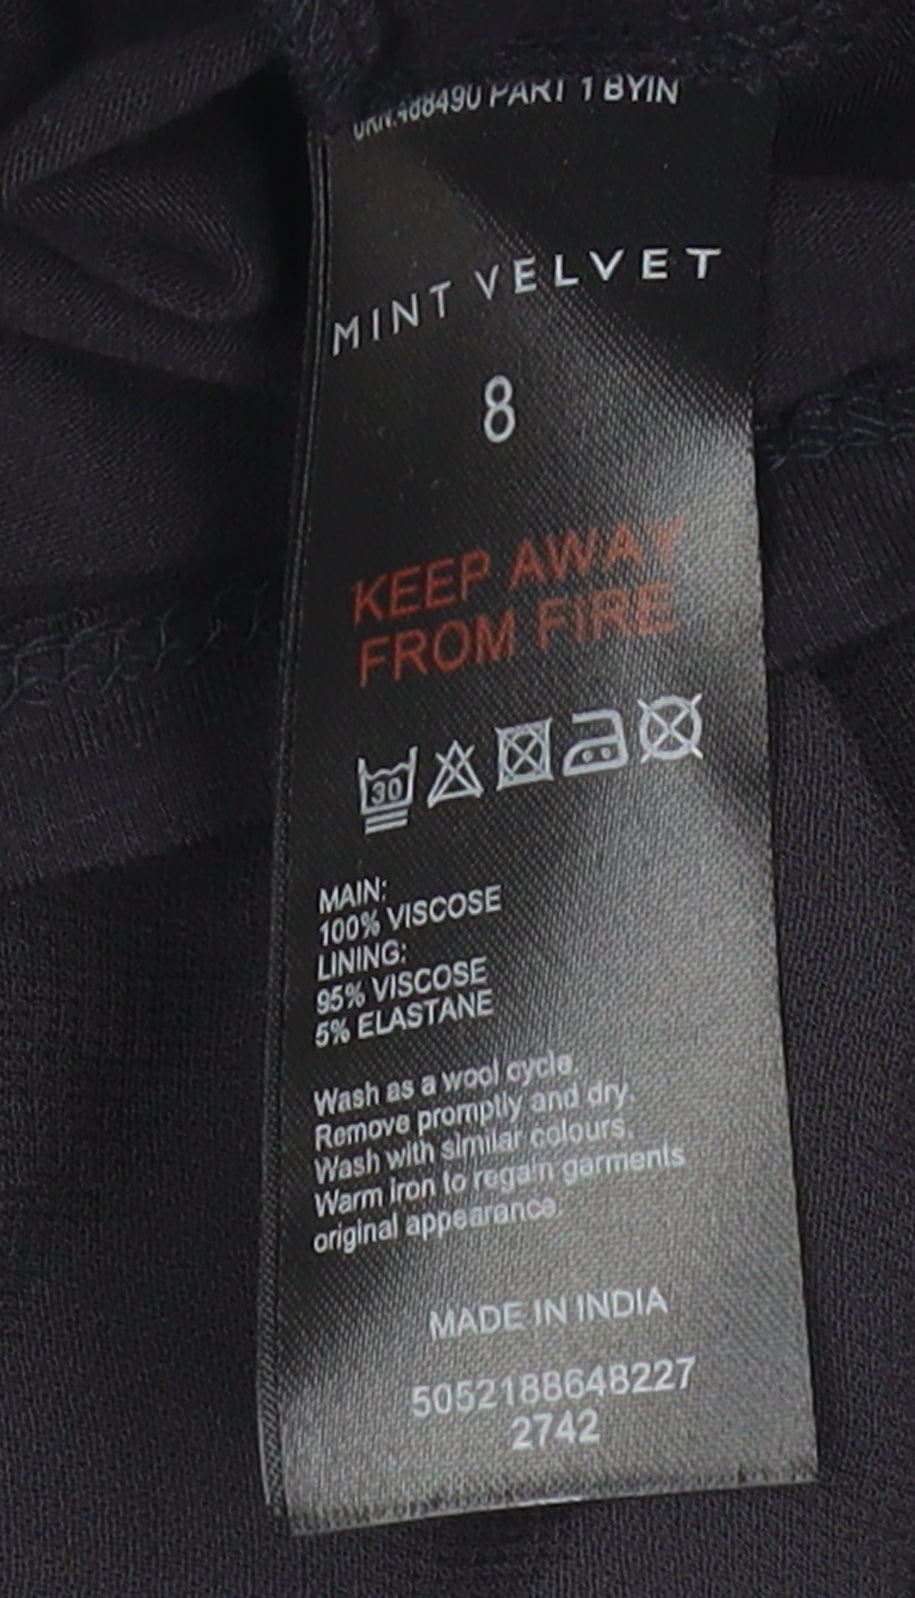 URN.488490 PART 1 BYIN
MINT VELVET
8
KEEP AWAY
FROM FIRE
30
MAIN:
100% VISCOSE
LINING:
95% VISCOSE
5% ELASTANE
Wash as a wool cycle.
Remove promptly and dry.
Wash with similar colours.
Warm iron to regain garments
original appearance.
MADE IN INDIA
5052188648227
2742